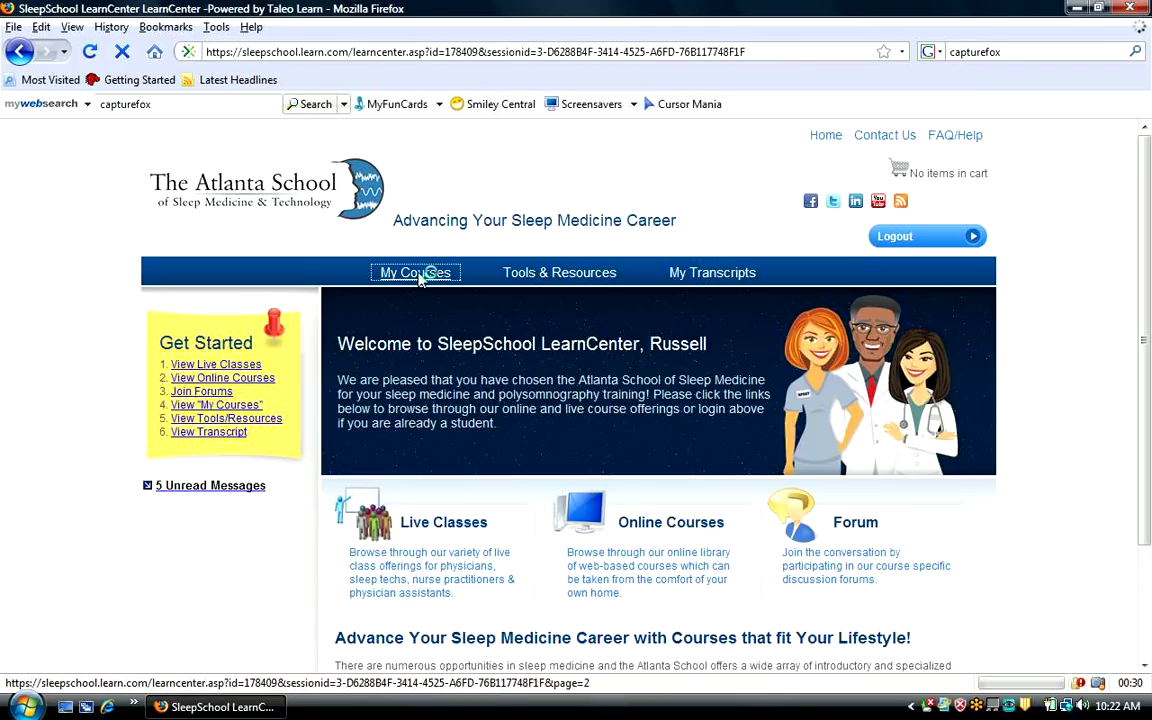 SleepSchool LearnCenter LearnCenter -Powered by Taleo Learn - Mozilla Firefox
File Edit View History Bookmarks Tools Help
https://sleepschool.learn.com/learncenter.asp?id=178409&sessionid=3-D6288B4F-3414-4525-A6FD-76B117748F1F
capturefox
Most Visited Getting Started Latest Headlines
mywebsearch capturefox Search MyFunCards Smiley Central Screensavers Cursor Mania
Home Contact Us FAQ/Help
No items in cart
The Atlanta School
of Sleep Medicine & Technology
Advancing Your Sleep Medicine Career
Logout
My Courses Tools & Resources My Transcripts
Get Started
1. View Live Classes
2. View Online Courses
3. Join Forums
4. View "My Courses"
5. View Tools/Resources
6. View Transcript
5 Unread Messages
Welcome to SleepSchool LearnCenter, Russell
We are pleased that you have chosen the Atlanta School of Sleep Medicine
for your sleep medicine and polysomnography training! Please click the links
below to browse through our online and live course offerings or login above
if you are already a student.
Live Classes
Browse through our variety of live
class offerings for physicians,
sleep techs, nurse practitioners &
physician assistants.
Online Courses
Browse through our online library
of web-based courses which can
be taken from the comfort of your
own home.
Forum
Join the conversation by
participating in our course specific
discussion forums.
Advance Your Sleep Medicine Career with Courses that fit Your Lifestyle!
There are numerous opportunities in sleep medicine and the Atlanta School offers a wide array of introductory and specialized
https://sleepschool.learn.com/learncenter.asp?id=178409&sessionid=3-D6288B4F-3414-4525-A6FD-76B117748F1F&page=2
00:30
SleepSchool LearnC...
10:22 AM